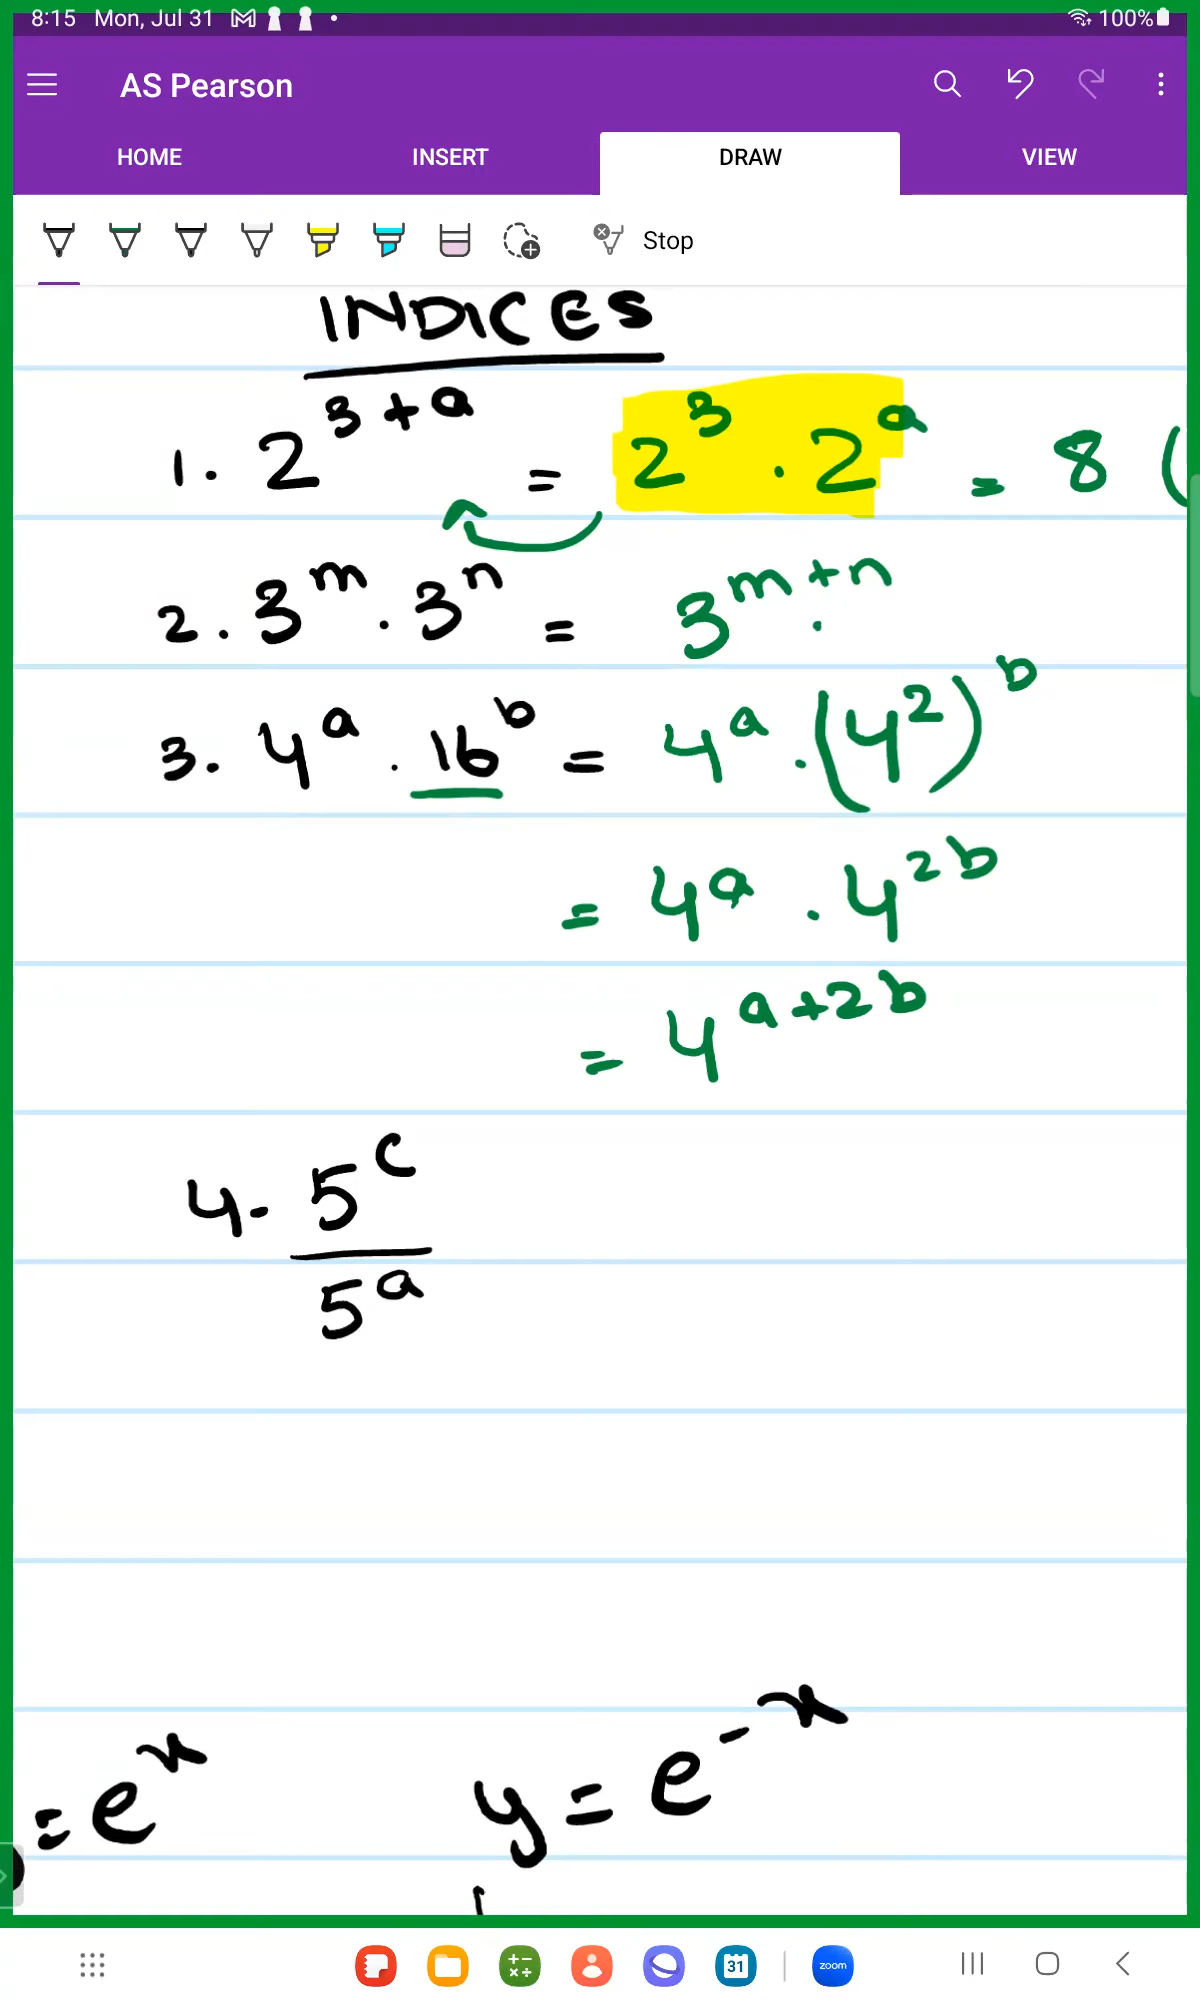 8:15 Mon, Jul 31 100%
AS Pearson
HOME INSERT DRAW VIEW
Stop
INDICES
1. 2^{3+a} = 2^3 · 2^a = 8 (
2. 3^m · 3^n = 3^{m+n} ·
3. 4^a · 16^b = 4^a · (4^2)^b
= 4^a · 4^{2b}
= 4^{a+2b}
4. 5^c
5^a
= e^x y = e^{-x}
31 zoom